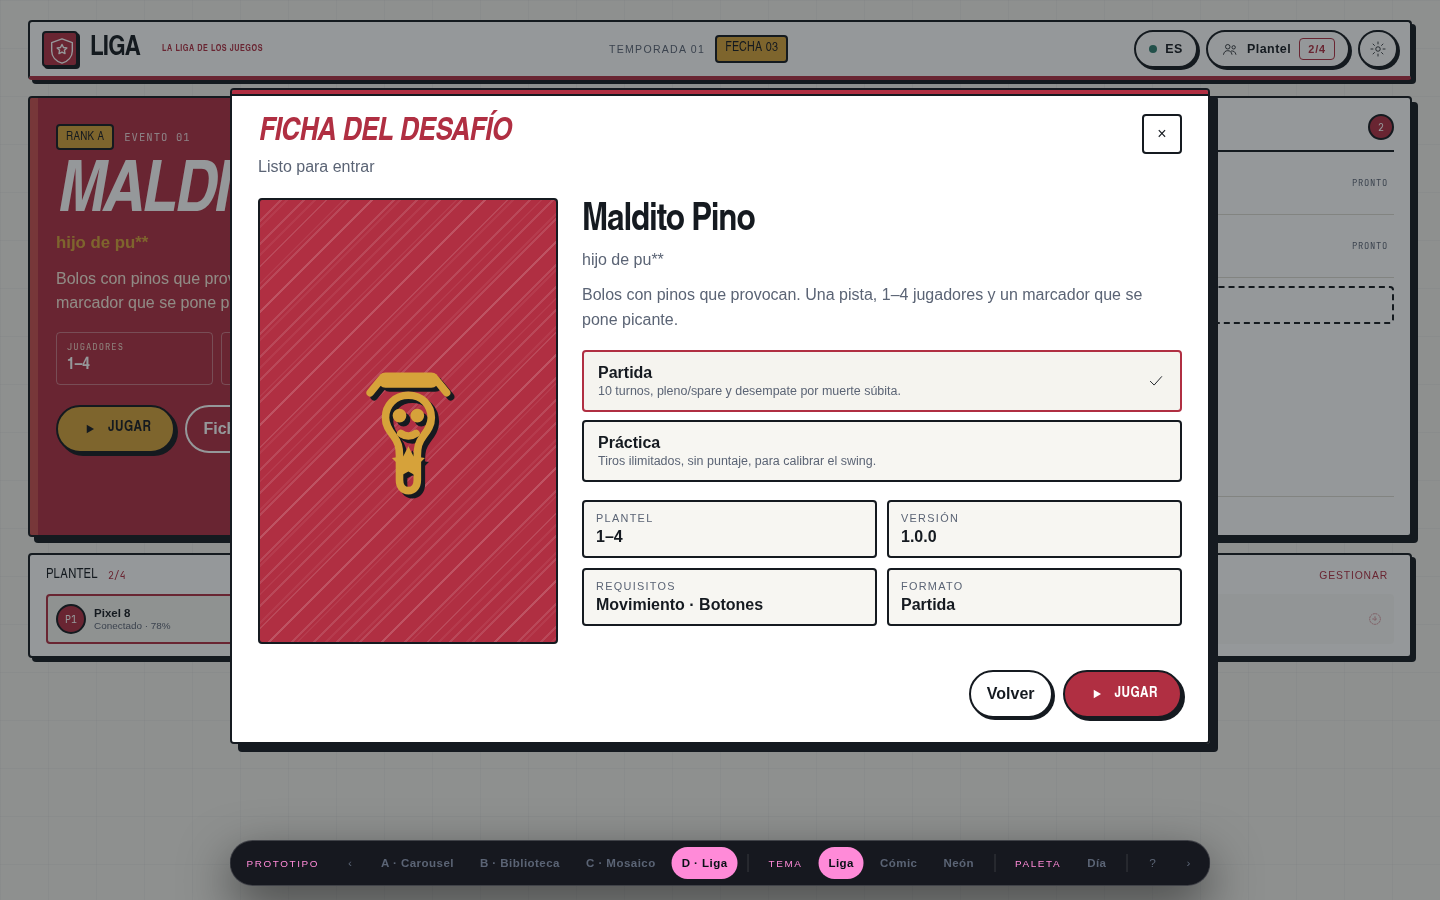 LIGA
LA LIGA DE LOS JUEGOS
TEMPORADA 01
FECHA 03
ES
Plantel 2/4
RANK A
EVENTO 01
MALDI
hijo de pu**
Bolos con pinos que prov
marcador que se pone p
JUGADORES
1–4
JUGAR
Fich
2
PRONTO
PRONTO
FICHA DEL DESAFÍO
×
Listo para entrar
Maldito Pino
hijo de pu**
Bolos con pinos que provocan. Una pista, 1–4 jugadores y un marcador que se
pone picante.
Partida
10 turnos, pleno/spare y desempate por muerte súbita.
Práctica
Tiros ilimitados, sin puntaje, para calibrar el swing.
PLANTEL
1–4
VERSIÓN
1.0.0
REQUISITOS
Movimiento · Botones
FORMATO
Partida
Volver
JUGAR
PLANTEL 2/4
GESTIONAR
P1
Pixel 8
Conectado · 78%
PROTOTIPO ‹ A · Carousel B · Biblioteca C · Mosaico D · Liga TEMA Liga Cómic Neón PALETA Día ? ›